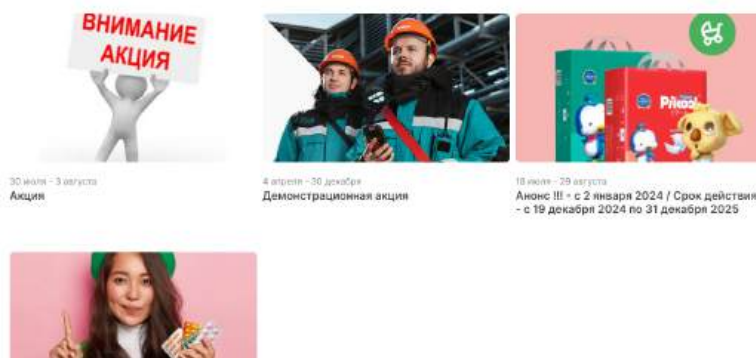 ВНИМАНИЕ
АКЦИЯ
30 июля - 3 августа
Акция
4 апреля - 30 декабря
Демонстрационная акция
18 июля - 29 августа
Анонс !!! - с 2 января 2024 / Срок действия
- с 19 декабря 2024 по 31 декабря 2025